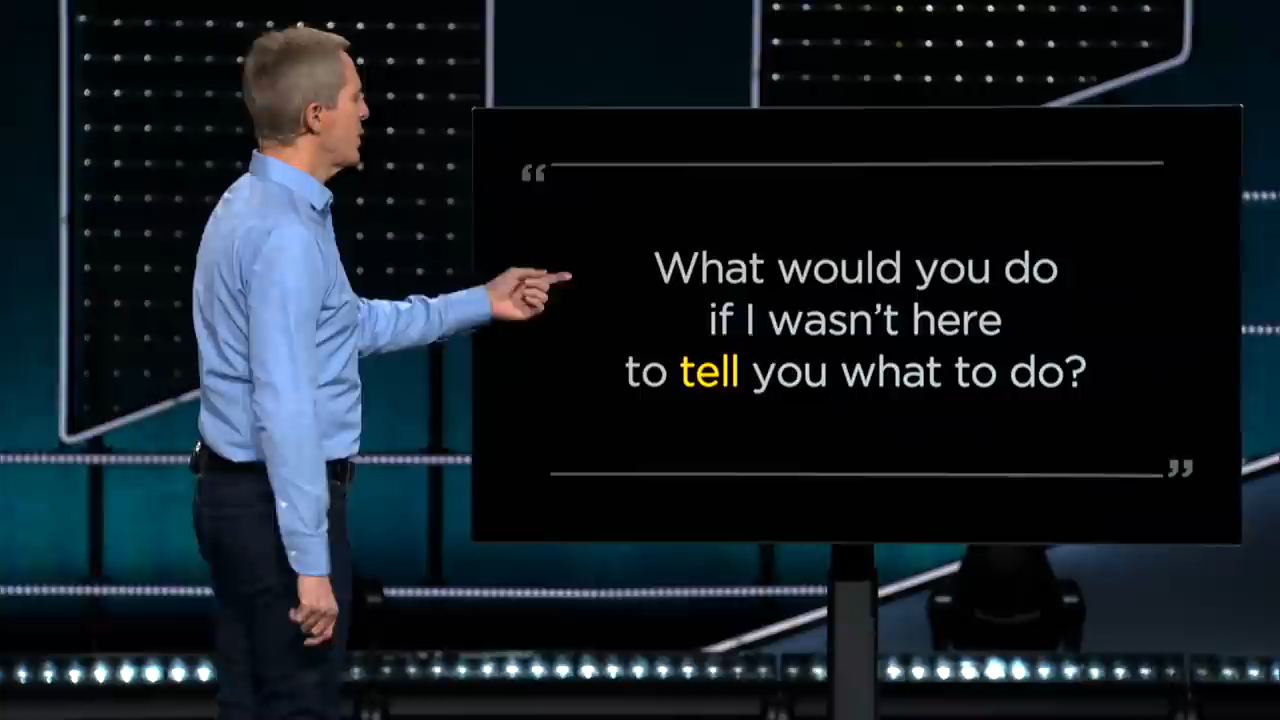 “
What would you do
if I wasn’t here
to tell you what to do?
”